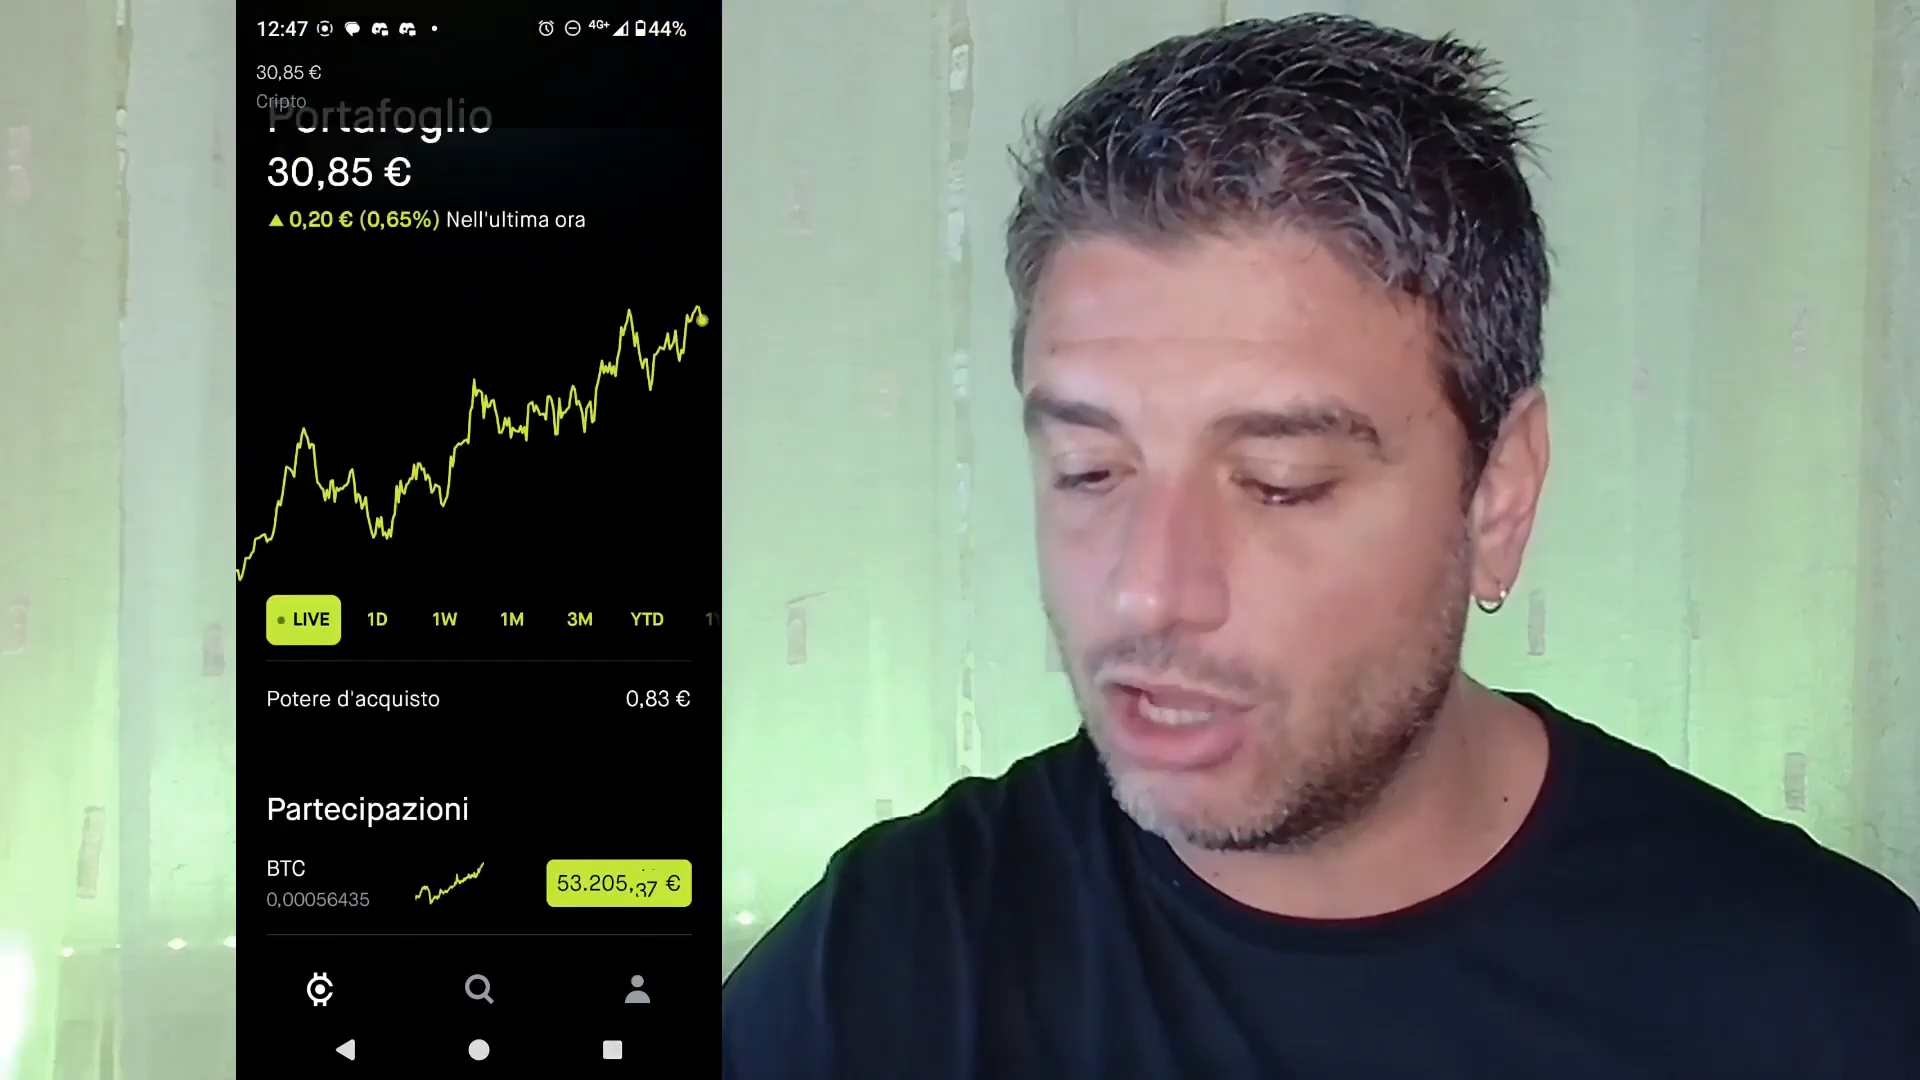 12:47 4G+ 44%
30,85 €
Cripto
Portafoglio
30,85 €
▲ 0,20 € (0,65%) Nell'ultima ora
LIVE 1D 1W 1M 3M YTD
Potere d'acquisto 0,83 €
Partecipazioni
BTC
53.205,37 €
0,00056435